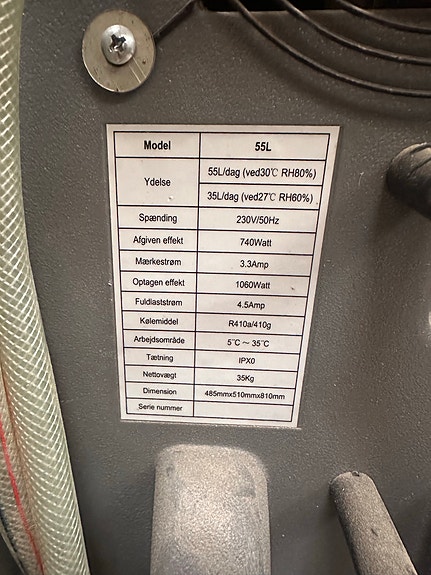 Model 55L
Ydelse 55L/dag (ved30℃ RH80%)
35L/dag (ved27℃ RH60%)
Spænding 230V/50Hz
Afgiven effekt 740Watt
Mærkestrøm 3.3Amp
Optagen effekt 1060Watt
Fuldlaststrøm 4.5Amp
Kølemiddel R410a/410g
Arbejdsområde 5℃ ～ 35℃
Tætning IPX0
Nettovægt 35Kg
Dimension 485mmx510mmx810mm
Serie nummer